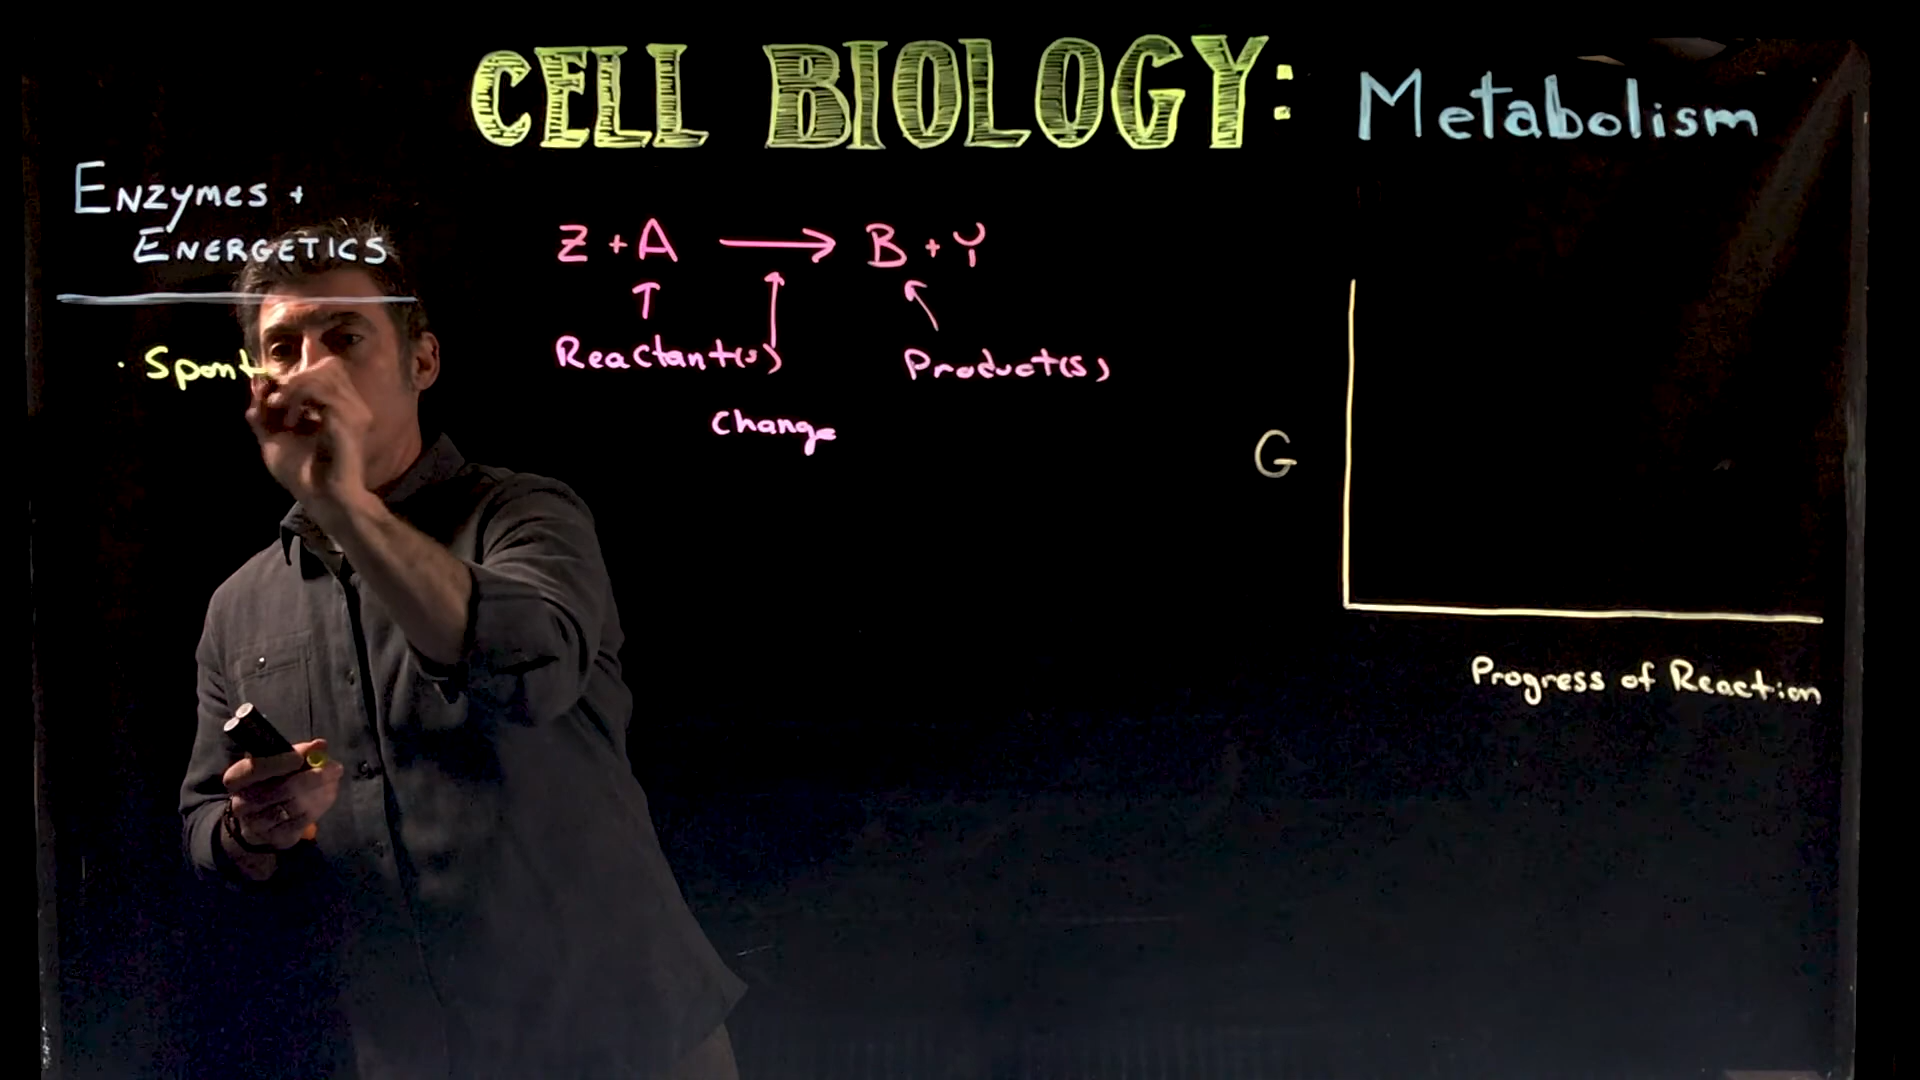 CELL BIOLOGY: Metabolism
Enzymes +
Energetics
Z + A → B + Y
Reactant(s)
Product(s)
Change
G
Progress of Reaction